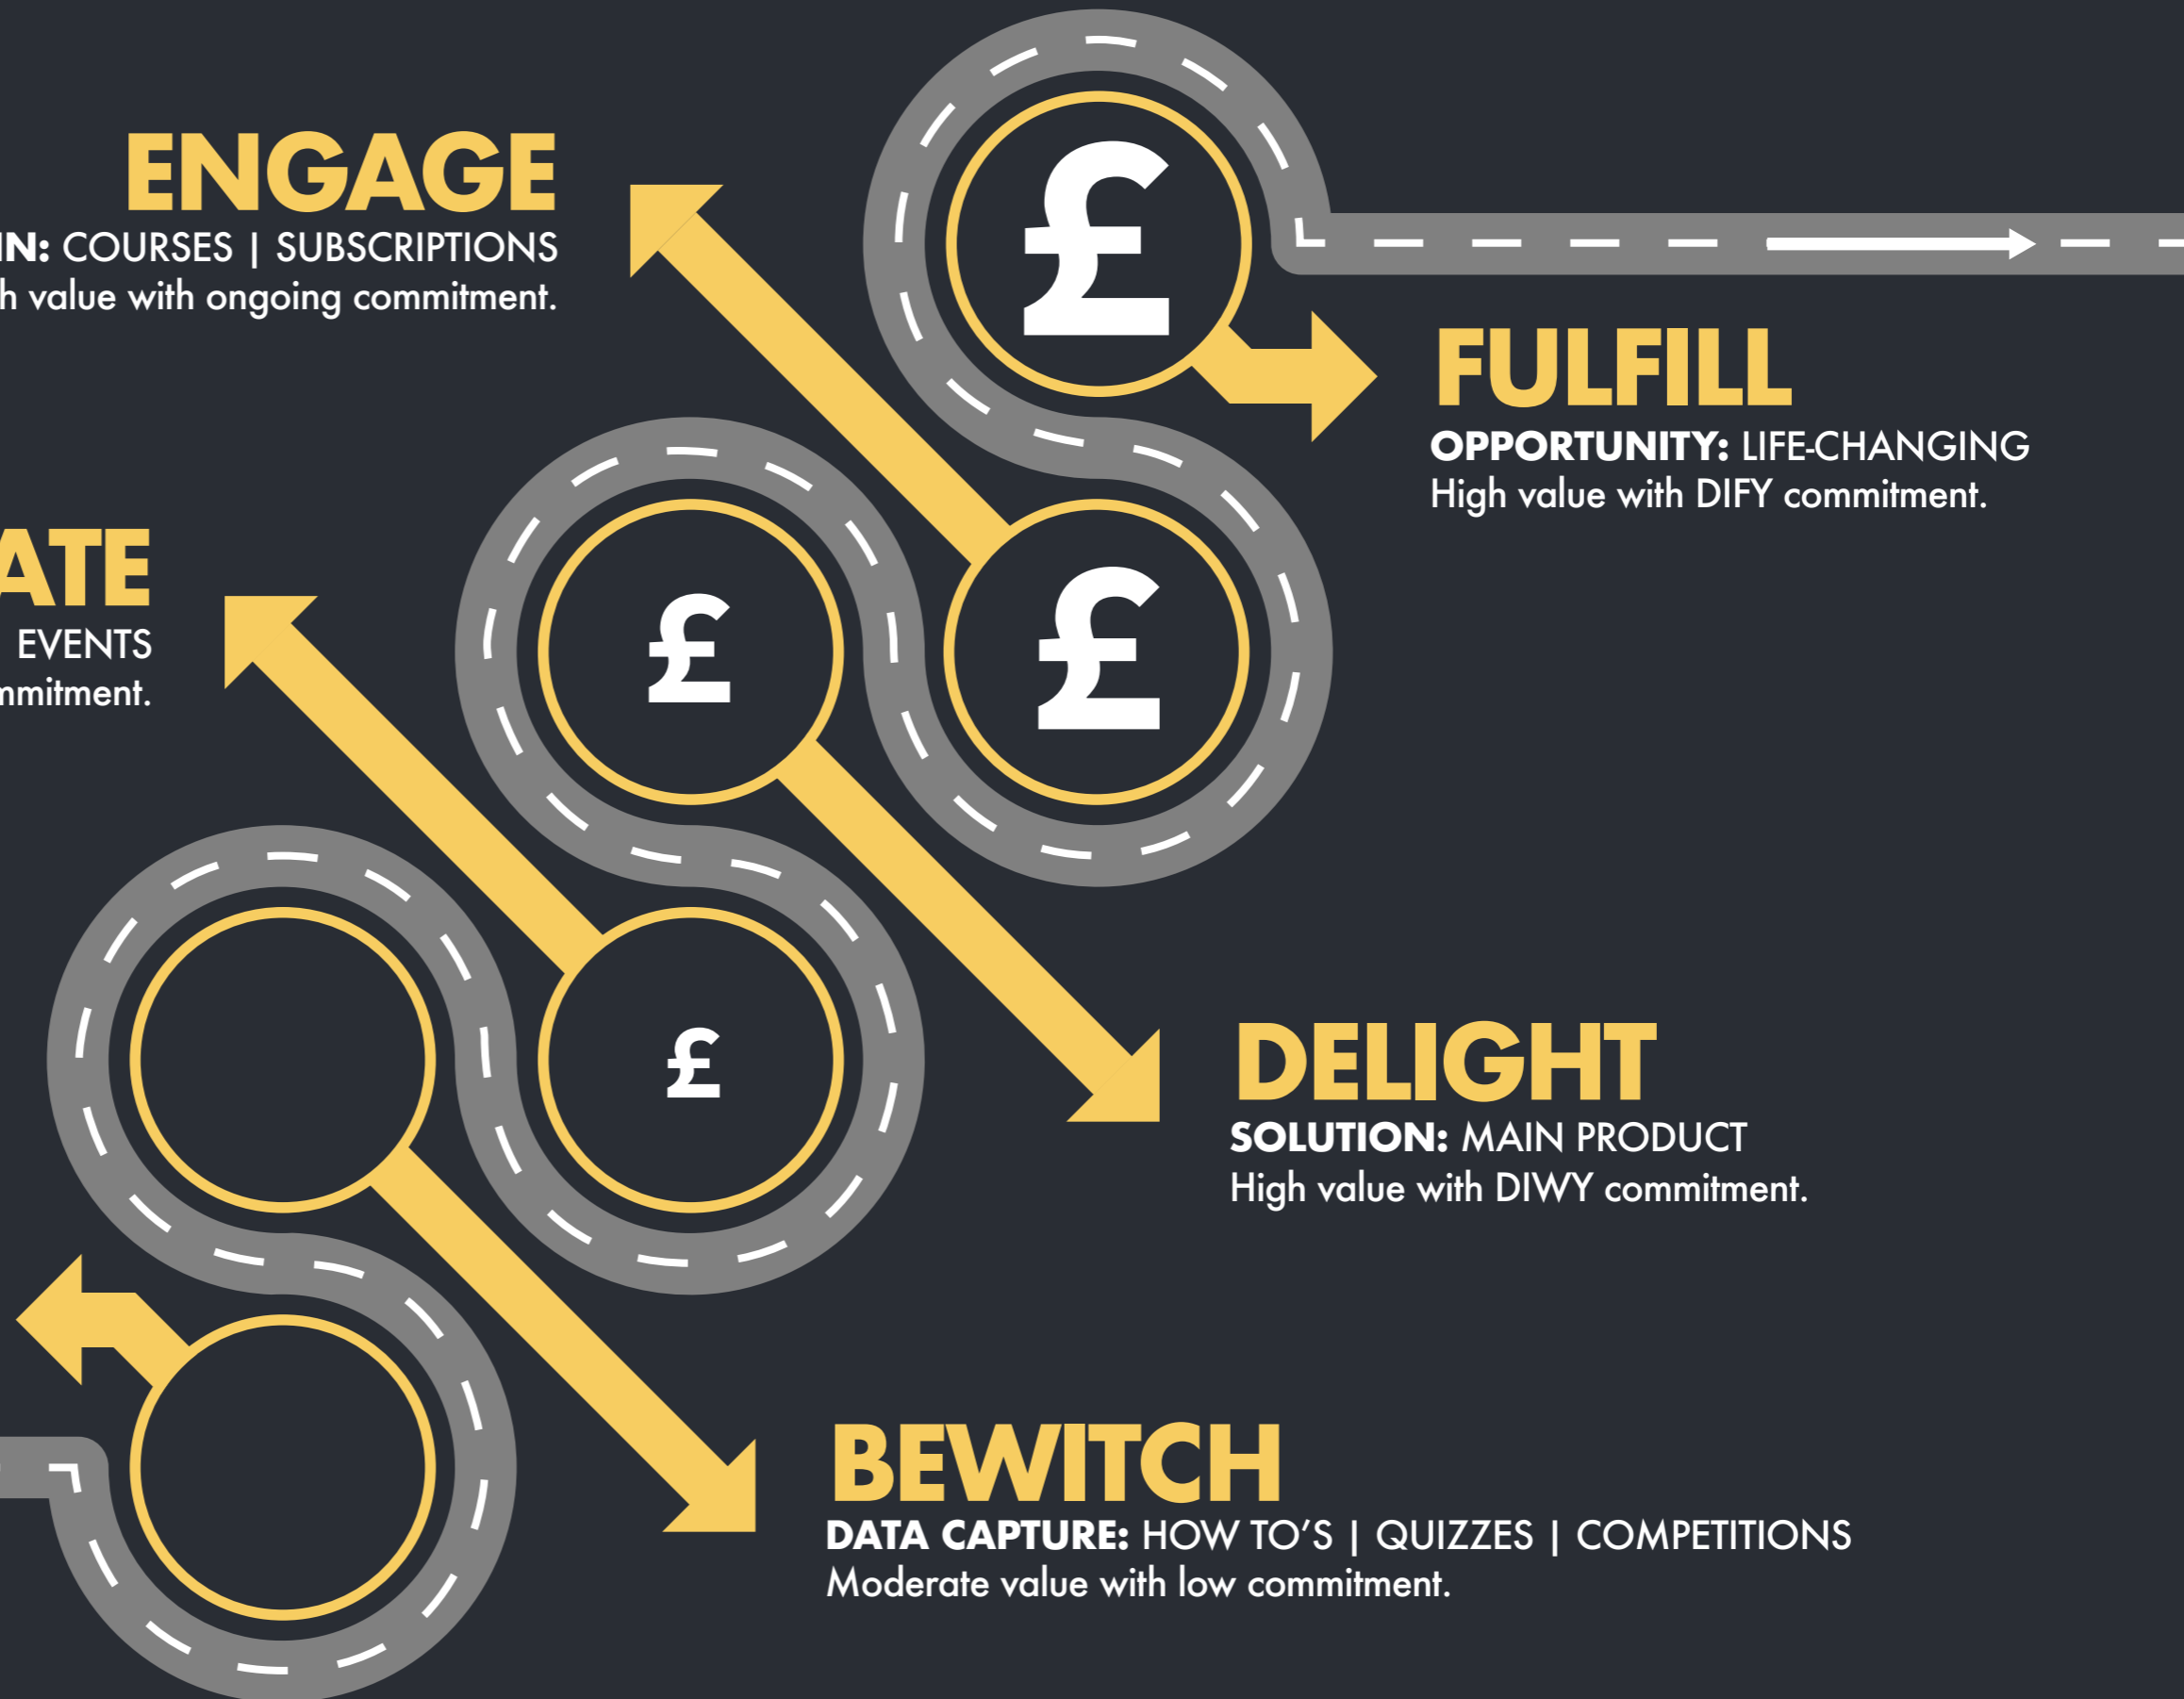 ENGAGE
IN: COURSES | SUBSCRIPTIONS
h value with ongoing commitment.
£
FULFILL
OPPORTUNITY: LIFE-CHANGING
High value with DIFY commitment.
ATE
EVENTS
mmitment.
£
£
£
DELIGHT
SOLUTION: MAIN PRODUCT
High value with DIWY commitment.
BEWITCH
DATA CAPTURE: HOW TO'S | QUIZZES | COMPETITIONS
Moderate value with low commitment.